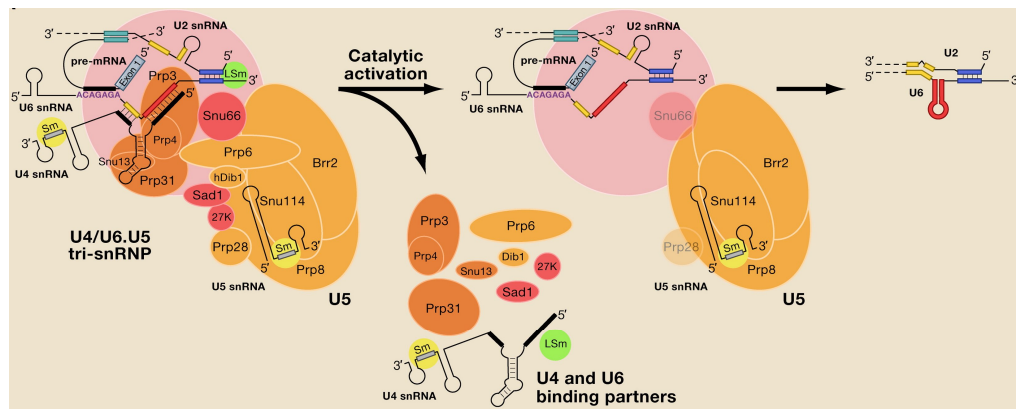 3′
U2 snRNA
pre-mRNA
5′
Exon 1
Prp3
5′
LSm
3′
5′
ACAGAGA
U6 snRNA
Snu66
Sm
3′
Prp4
Prp6
Brr2
U4 snRNA
Snu13
Prp31
hDib1
Sad1
Snu114
27K
Prp28
Sm
3′
5′
Prp8
U5 snRNA
U5
U4/U6.U5
tri-snRNP
Catalytic
activation
Prp3
Prp6
Prp4
Snu13
Dib1
27K
Sad1
Prp31
5′
Sm
3′
LSm
U4 snRNA
U4 and U6
binding partners
3′
U2 snRNA
pre-mRNA
5′
Exon 1
5′
3′
5′
ACAGAGA
U6 snRNA
Snu66
Brr2
Snu114
Prp28
Sm
3′
5′
Prp8
U5 snRNA
U5
U2
3′
5′
U6